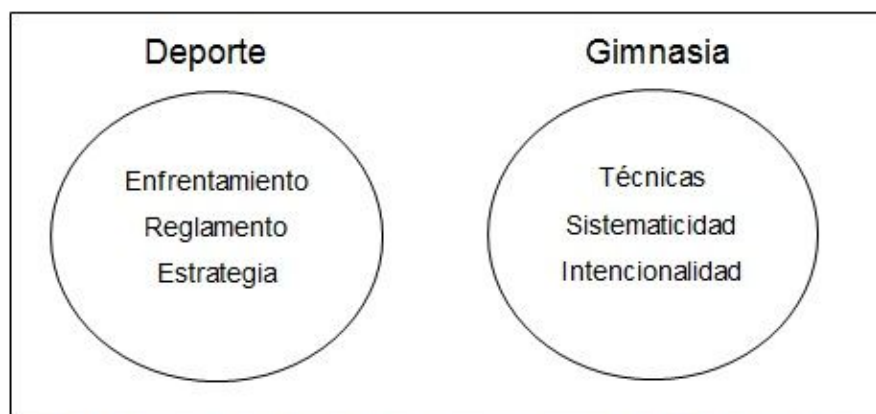 Deporte
Enfrentamiento
Reglamento
Estrategia
Gimnasia
Técnicas
Sistematicidad
Intencionalidad